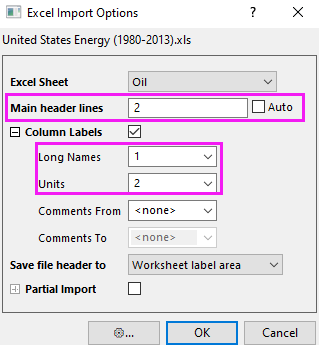 Excel Import Options
United States Energy (1980-2013).xls
Excel Sheet Oil
Main header lines 2 Auto
Column Labels
Long Names 1
Units 2
Comments From <none>
Comments To <none>
Save file header to Worksheet label area
Partial Import
... OK Cancel